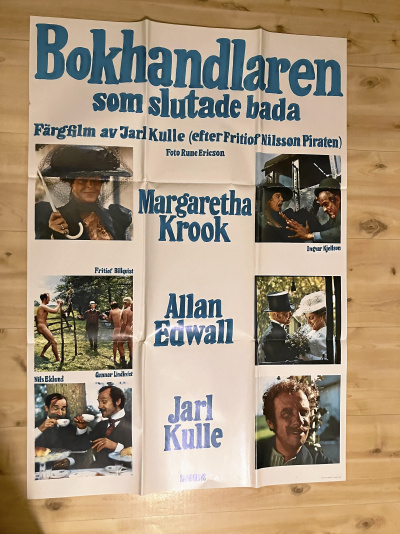 Bokhandlaren
som slutade bada
Färgfilm av Jarl Kulle (efter Fritiof Nilsson Piraten)
Foto Rune Ericson
Margaretha
Krook
Ingvar Kjellson
Fritiof Billquist
Allan
Edwall
Nils Eklund
Gunnar Lindkvist
Jarl
Kulle